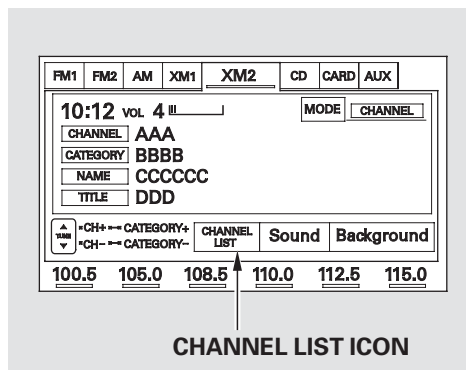 FM1 FM2 AM XM1 XM2 CD CARD AUX
10:12 VOL 4 MODE CHANNEL
CHANNEL AAA
CATEGORY BBBB
NAME CCCCCC
TITLE DDD
TUNE CH+ CATEGORY+ CHANNEL LIST Sound Background
CH– CATEGORY–
100.5 105.0 108.5 110.0 112.5 115.0
CHANNEL LIST ICON